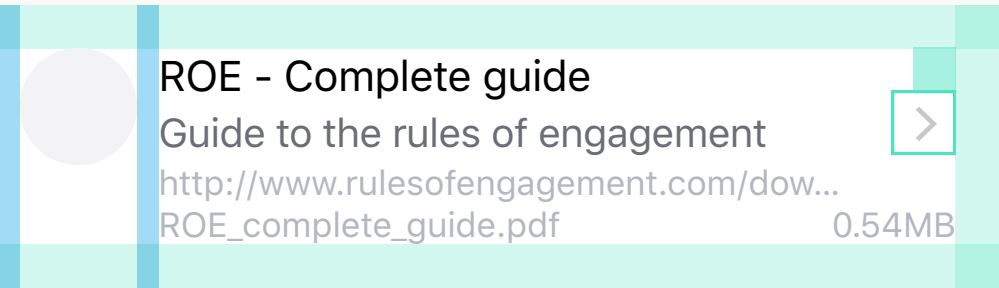 ROE - Complete guide
Guide to the rules of engagement
http://www.rulesofengagement.com/dow...
ROE_complete_guide.pdf 0.54MB